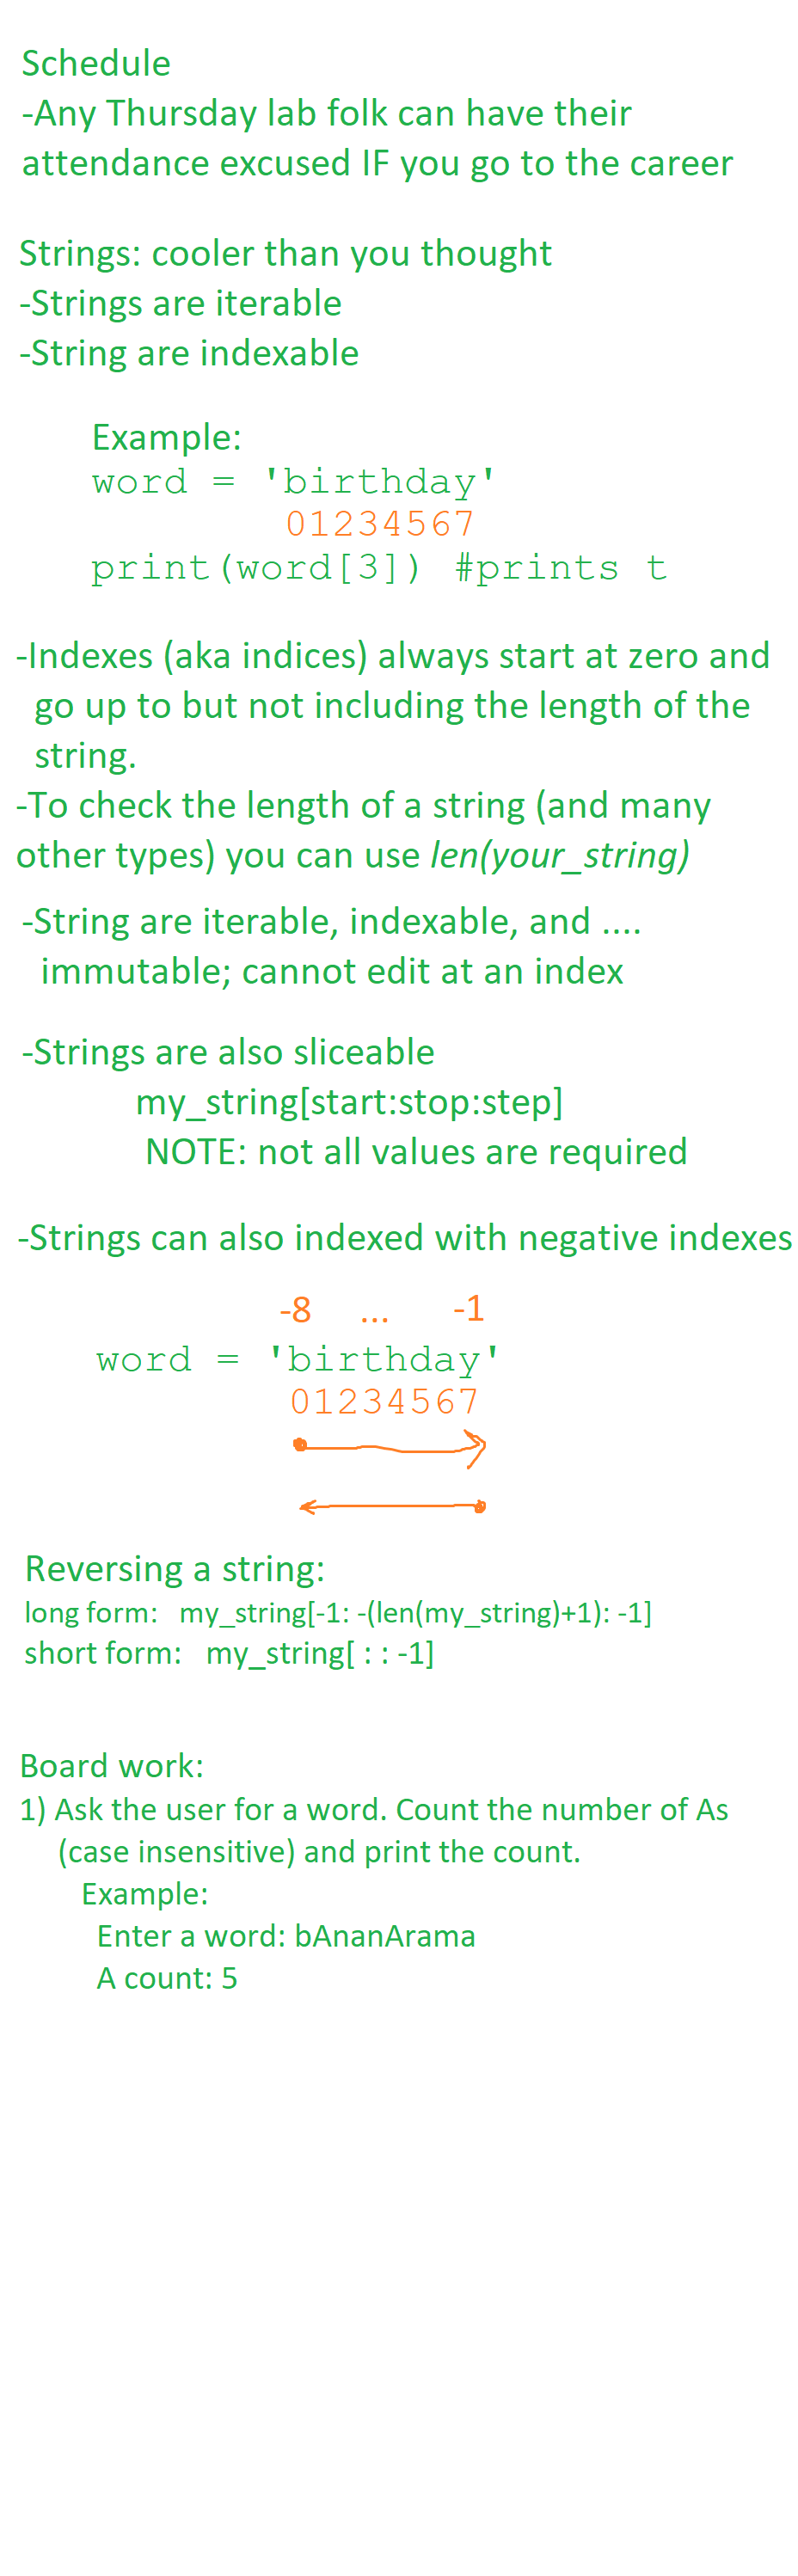 Schedule
-Any Thursday lab folk can have their
attendance excused IF you go to the career
Strings: cooler than you thought
-Strings are iterable
-String are indexable
Example:
word = 'birthday'
01234567
print(word[3]) #prints t
-Indexes (aka indices) always start at zero and
go up to but not including the length of the
string.
-To check the length of a string (and many
other types) you can use len(your_string)
-String are iterable, indexable, and ....
immutable; cannot edit at an index
-Strings are also sliceable
my_string[start:stop:step]
NOTE: not all values are required
-Strings can also indexed with negative indexes
-8 ... -1
word = 'birthday'
01234567
Reversing a string:
long form: my_string[-1: -(len(my_string)+1): -1]
short form: my_string[ : : -1]
Board work:
1) Ask the user for a word. Count the number of As
(case insensitive) and print the count.
Example:
Enter a word: bAnanArama
A count: 5